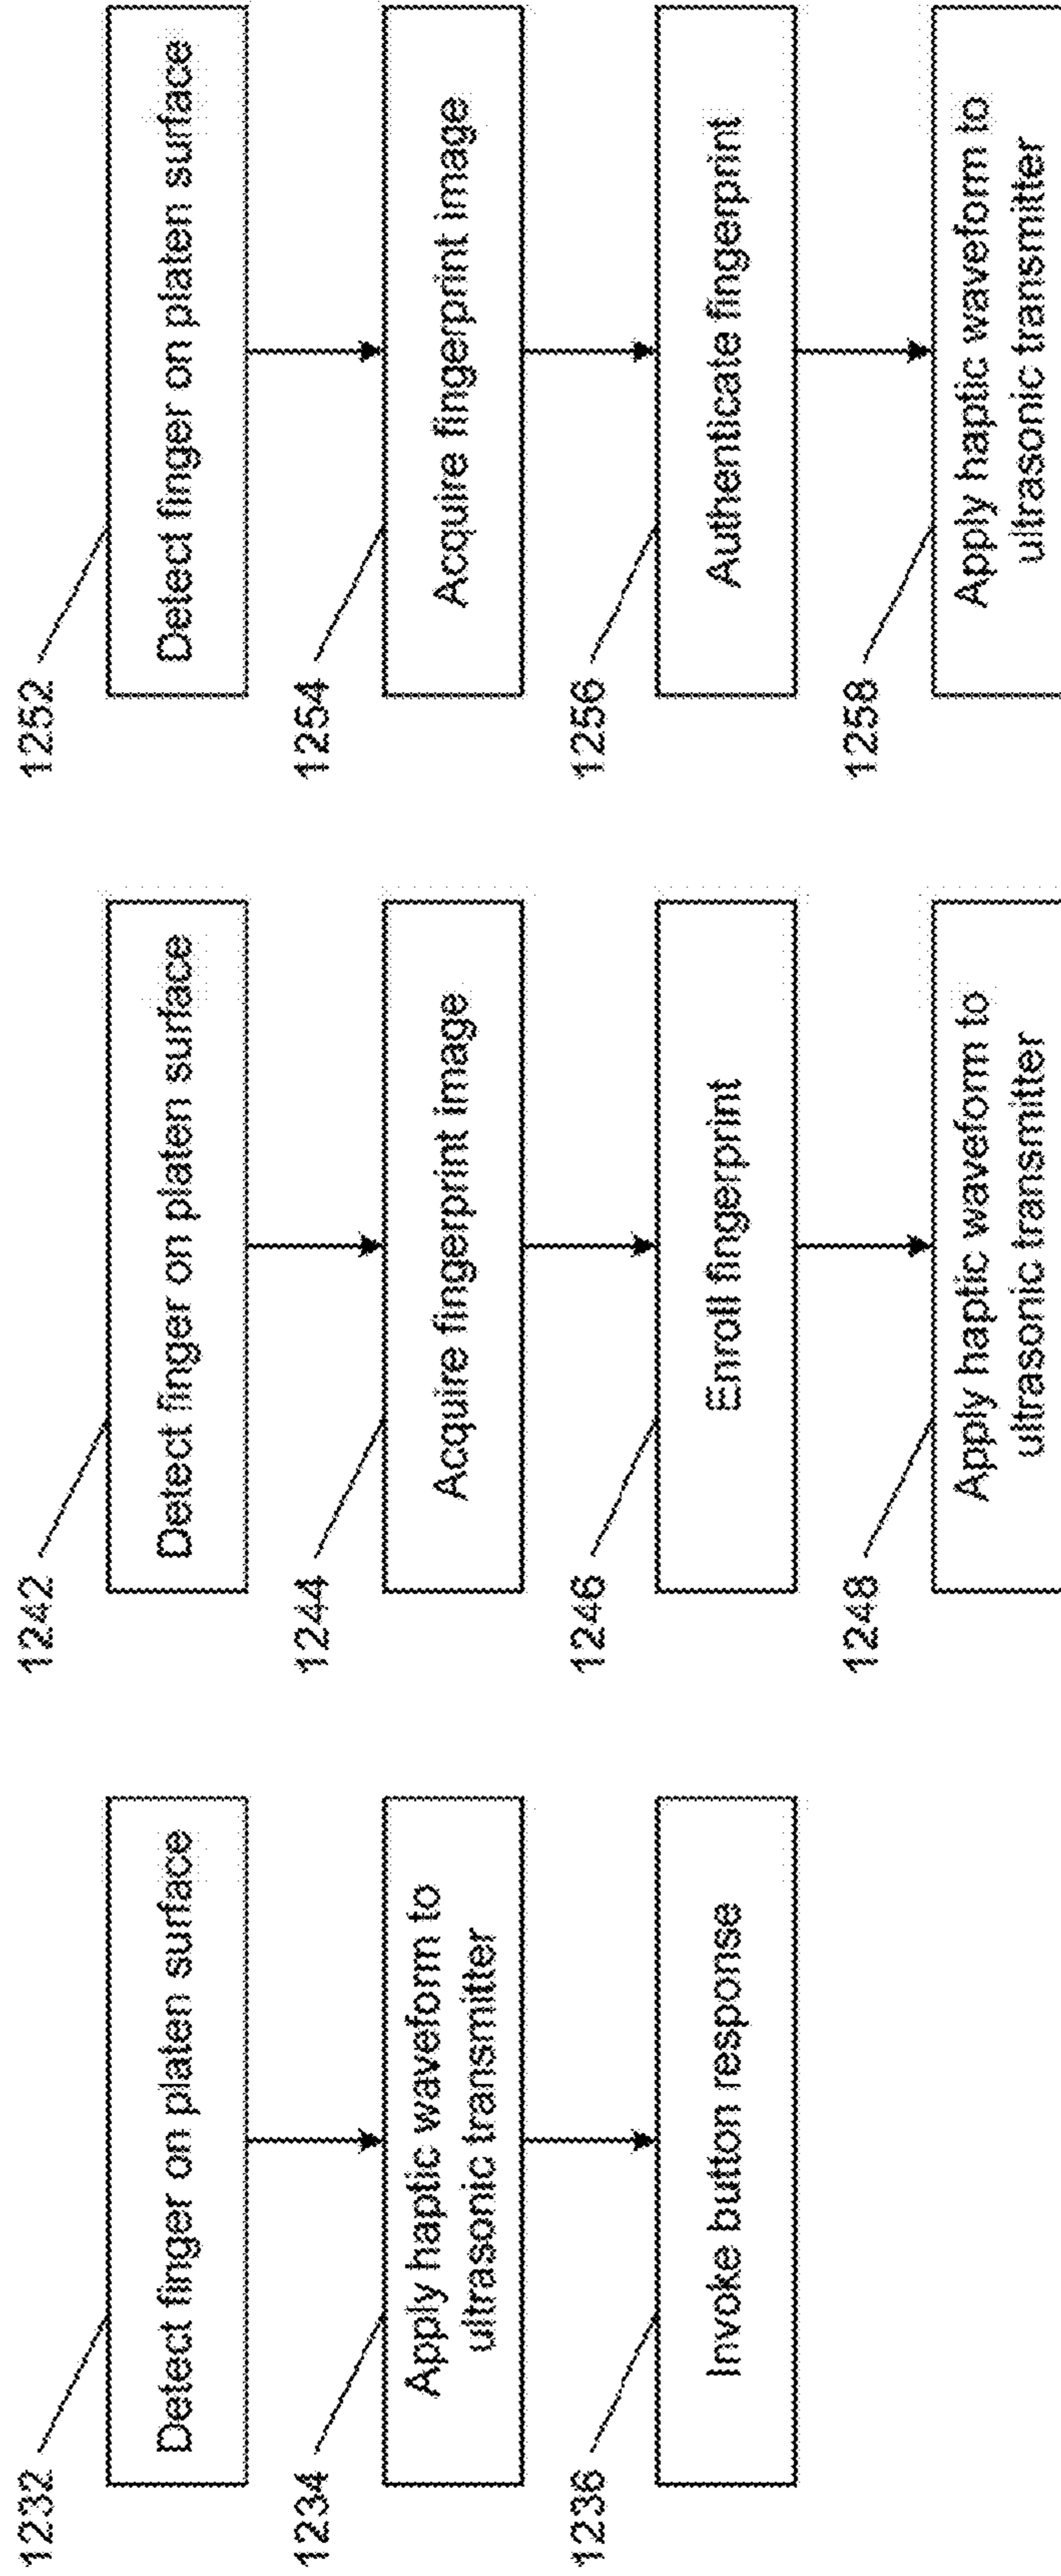 1232
Detect finger on platen surface
1234
Apply haptic waveform to
ultrasonic transmitter
1236
Invoke button response
1242
Detect finger on platen surface
1244
Acquire fingerprint image
1246
Enroll fingerprint
1248
Apply haptic waveform to
ultrasonic transmitter
1252
Detect finger on platen surface
1254
Acquire fingerprint image
1256
Authenticate fingerprint
1258
Apply haptic waveform to
ultrasonic transmitter